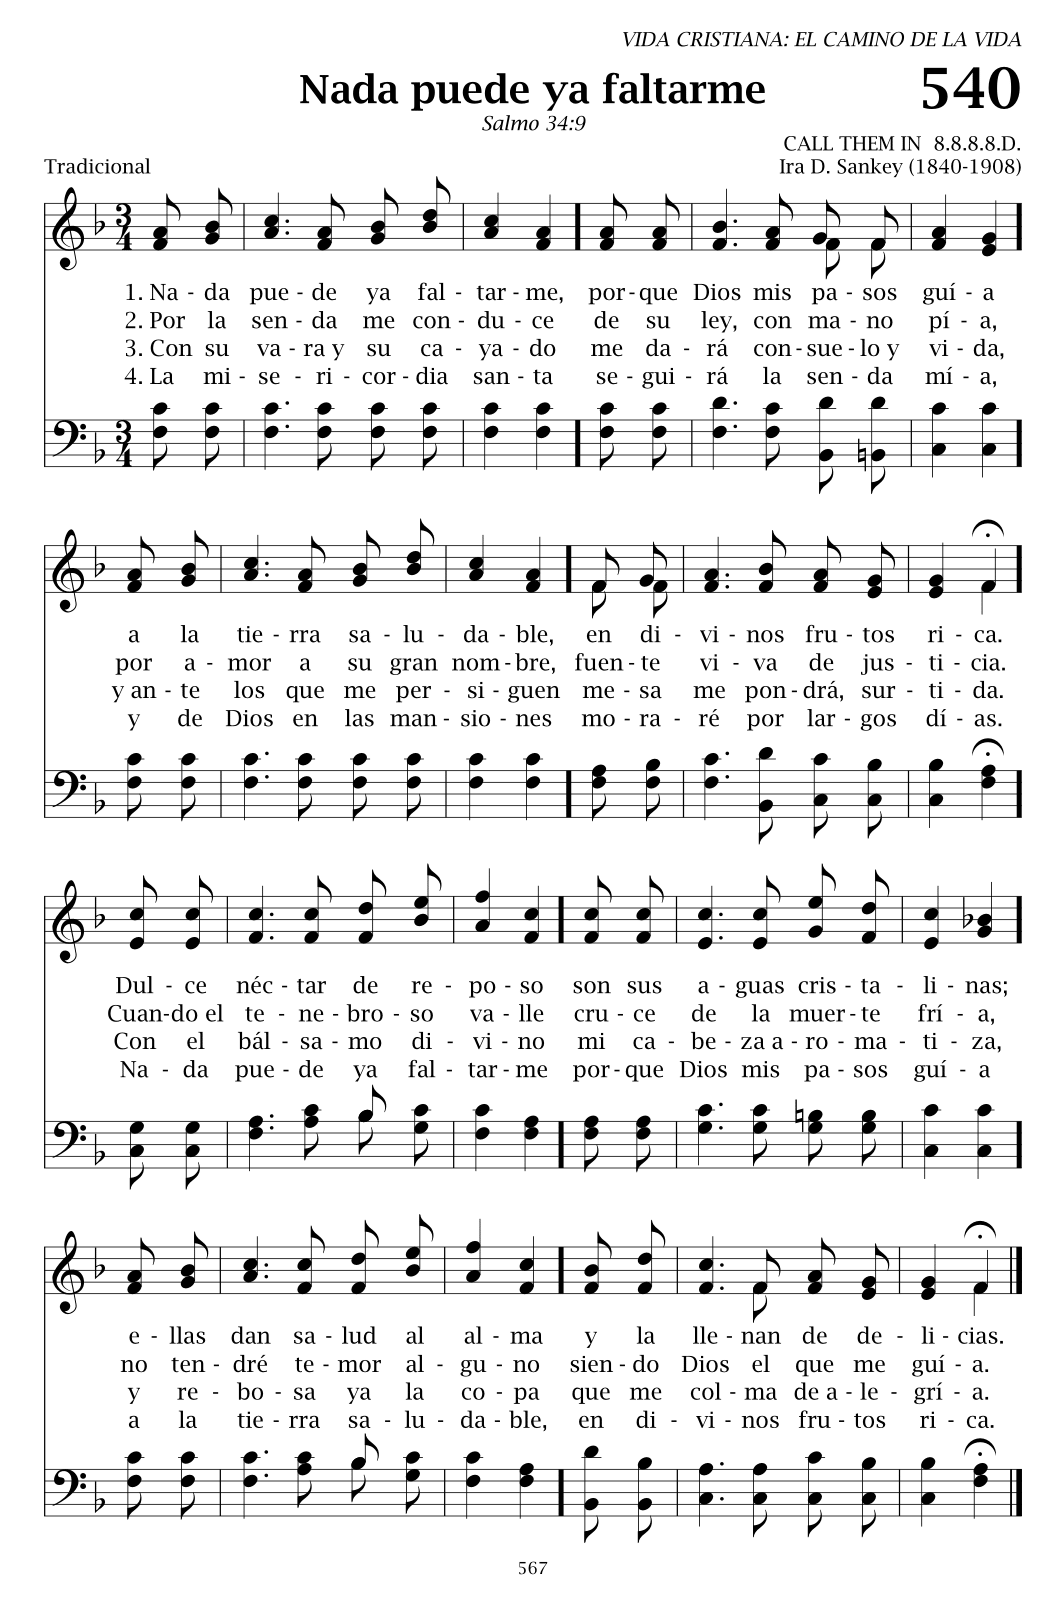 VIDA CRISTIANA: EL CAMINO DE LA VIDA
Nada puede ya faltarme 540
Salmo 34:9
CALL THEM IN 8.8.8.8.D.
Tradicional Ira D. Sankey (1840-1908)
1. Na - da pue - de ya fal - tar - me, por - que Dios mis pa - sos guí - a
2. Por la sen - da me con - du - ce de su ley, con ma - no pí - a,
3. Con su va - ra y su ca - ya - do me da - rá con - sue - lo y vi - da,
4. La mi - se - ri - cor - dia san - ta se - gui - rá la sen - da mí - a,
a la tie - rra sa - lu - da - ble, en di - vi - nos fru - tos ri - ca.
por a - mor a su gran nom - bre, fuen - te vi - va de jus - ti - cia.
y an - te los que me per - si - guen me - sa me pon - drá, sur - ti - da.
y de Dios en las man - sio - nes mo - ra - ré por lar - gos dí - as.
Dul - ce néc - tar de re - po - so son sus a - guas cris - ta - li - nas;
Cuan - do el te - ne - bro - so va - lle cru - ce de la muer - te frí - a,
Con el bál - sa - mo di - vi - no mi ca - be - za a - ro - ma - ti - za,
Na - da pue - de ya fal - tar - me por - que Dios mis pa - sos guí - a
e - llas dan sa - lud al al - ma y la lle - nan de de - li - cias.
no ten - dré te - mor al - gu - no sien - do Dios el que me guí - a.
y re - bo - sa ya la co - pa que me col - ma de a - le - grí - a.
a la tie - rra sa - lu - da - ble, en di - vi - nos fru - tos ri - ca.
567